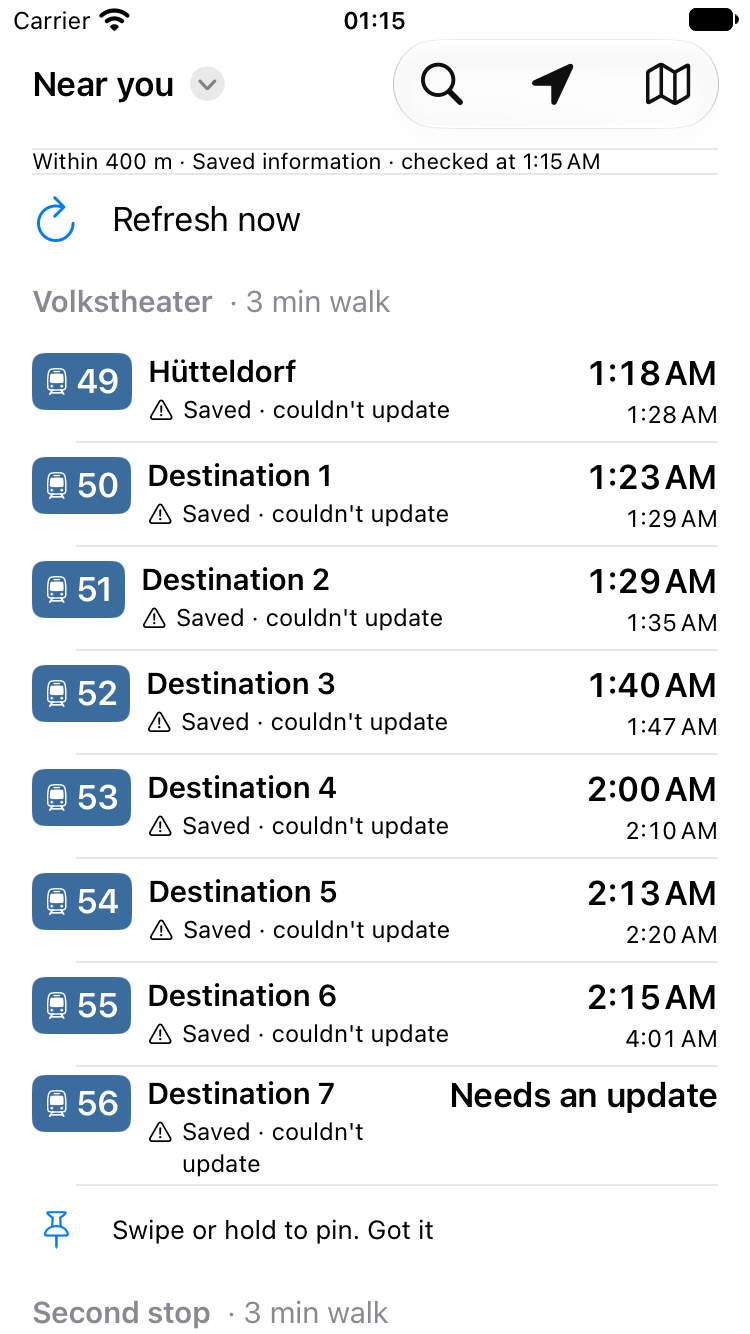 Carrier 01:15
Near you
Within 400 m · Saved information · checked at 1:15 AM
Refresh now
Volkstheater · 3 min walk
49 Hütteldorf 1:18 AM
Saved · couldn't update 1:28 AM
50 Destination 1 1:23 AM
Saved · couldn't update 1:29 AM
51 Destination 2 1:29 AM
Saved · couldn't update 1:35 AM
52 Destination 3 1:40 AM
Saved · couldn't update 1:47 AM
53 Destination 4 2:00 AM
Saved · couldn't update 2:10 AM
54 Destination 5 2:13 AM
Saved · couldn't update 2:20 AM
55 Destination 6 2:15 AM
Saved · couldn't update 4:01 AM
56 Destination 7 Needs an update
Saved · couldn't
update
Swipe or hold to pin. Got it
Second stop · 3 min walk